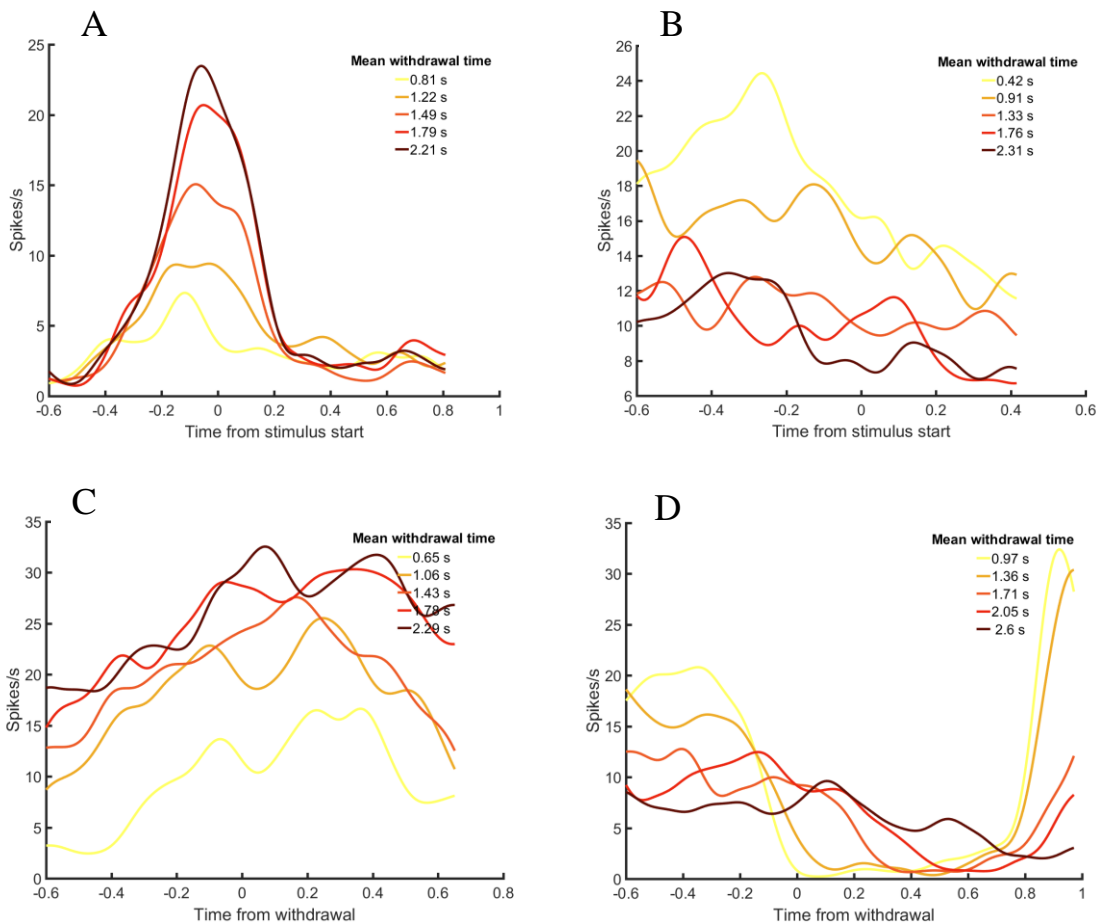 A
Mean withdrawal time
0.81 s
1.22 s
1.49 s
1.79 s
2.21 s
25
20
15
10
5
0
Spikes/s
-0.6 -0.4 -0.2 0 0.2 0.4 0.6 0.8 1
Time from stimulus start
B
Mean withdrawal time
0.42 s
0.91 s
1.33 s
1.76 s
2.31 s
26
24
22
20
18
16
14
12
10
8
6
Spikes/s
-0.6 -0.4 -0.2 0 0.2 0.4 0.6
Time from stimulus start
C
Mean withdrawal time
0.65 s
1.06 s
1.43 s
1.78 s
2.29 s
35
30
25
20
15
10
5
0
Spikes/s
-0.6 -0.4 -0.2 0 0.2 0.4 0.6 0.8
Time from withdrawal
D
Mean withdrawal time
0.97 s
1.36 s
1.71 s
2.05 s
2.6 s
35
30
25
20
15
10
5
0
Spikes/s
-0.6 -0.4 -0.2 0 0.2 0.4 0.6 0.8 1
Time from withdrawal